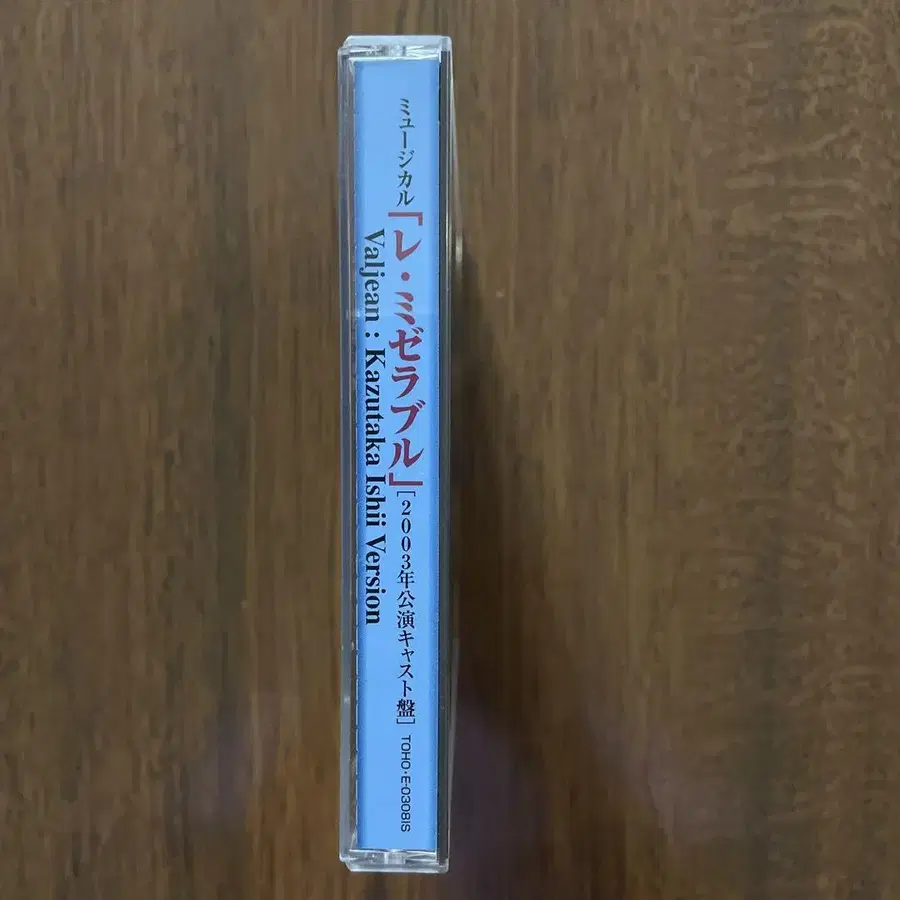 ミュージカル「レ・ミゼラブル」[2003年公演キャスト盤] TOHO・E-0308IS
Valjean : Kazutaka Ishii Version